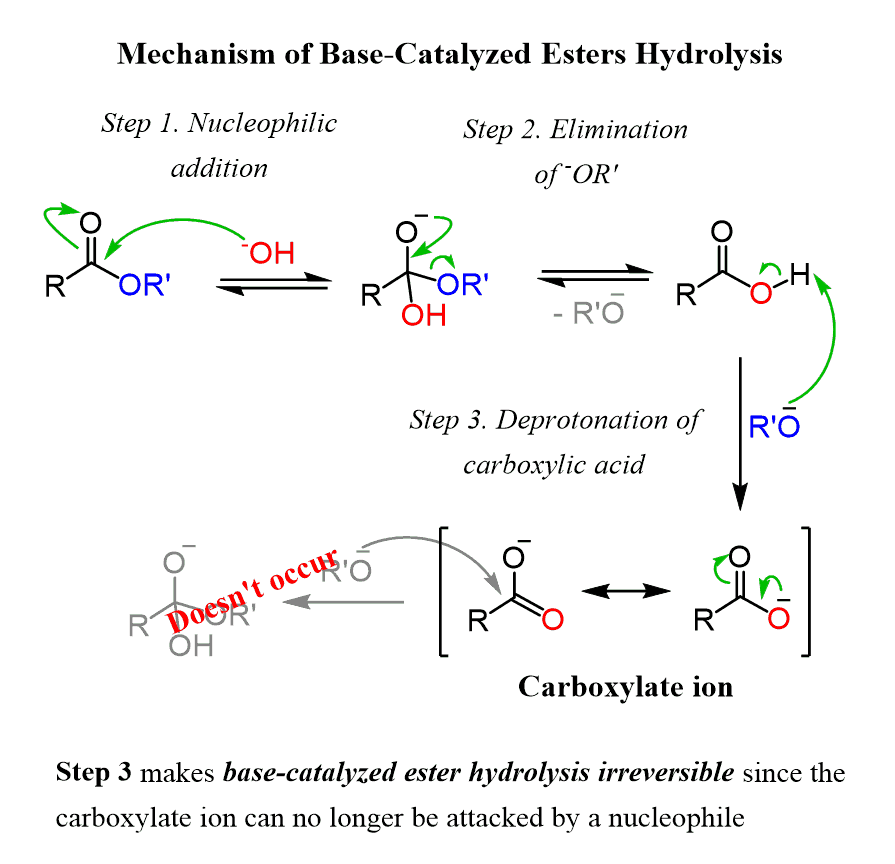 Mechanism of Base-Catalyzed Esters Hydrolysis
Step 1. Nucleophilic
addition
Step 2. Elimination
of ⁻OR'
O
R
OR'
⁻OH
O⁻
R
OR'
OH
- R'O⁻
O
R
O
H
Step 3. Deprotonation of
carboxylic acid
R'O⁻
O⁻
R
OR'
OH
Doesn't occur
R'O⁻
O⁻
R
O
O
R
O⁻
Carboxylate ion
Step 3 makes base-catalyzed ester hydrolysis irreversible since the
carboxylate ion can no longer be attacked by a nucleophile